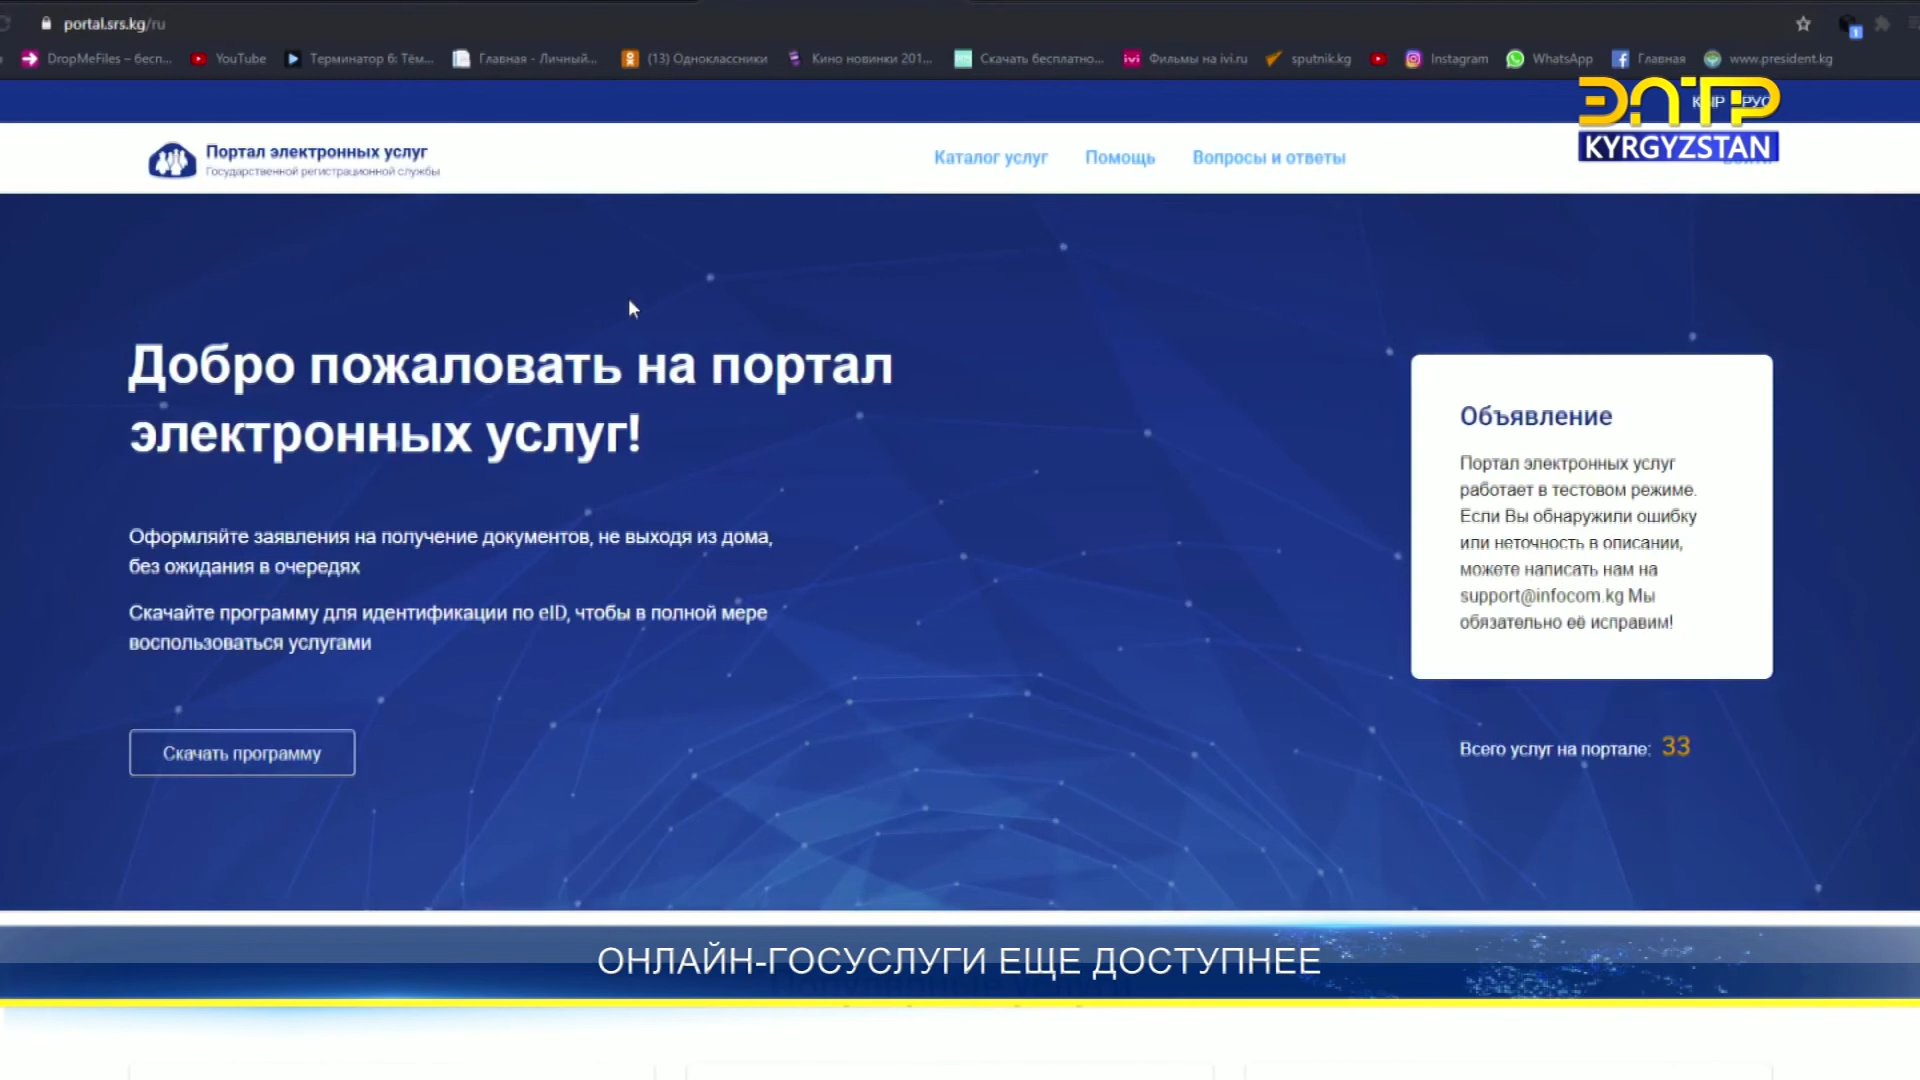 portal.srs.kg/ru
DropMeFiles – бесп...
YouTube
Терминатор 6: Тём...
Главная - Личный...
(13) Одноклассники
Кино новинки 201...
Скачать бесплатно...
ivi
Фильмы на ivi.ru
sputnik.kg
Instagram
WhatsApp
Главная
www.president.kg
КЫР РУС
ЭЛТР
KYRGYZSTAN
Портал электронных услуг
Государственной регистрационной службы
Каталог услуг
Помощь
Вопросы и ответы
Добро пожаловать на портал
электронных услуг!
Оформляйте заявления на получение документов, не выходя из дома,
без ожидания в очередях
Скачайте программу для идентификации по eID, чтобы в полной мере
воспользоваться услугами
Скачать программу
Объявление
Портал электронных услуг
работает в тестовом режиме.
Если Вы обнаружили ошибку
или неточность в описании,
можете написать нам на
support@infocom.kg Мы
обязательно её исправим!
Всего услуг на портале: 33
ОНЛАЙН-ГОСУСЛУГИ ЕЩЕ ДОСТУПНЕЕ